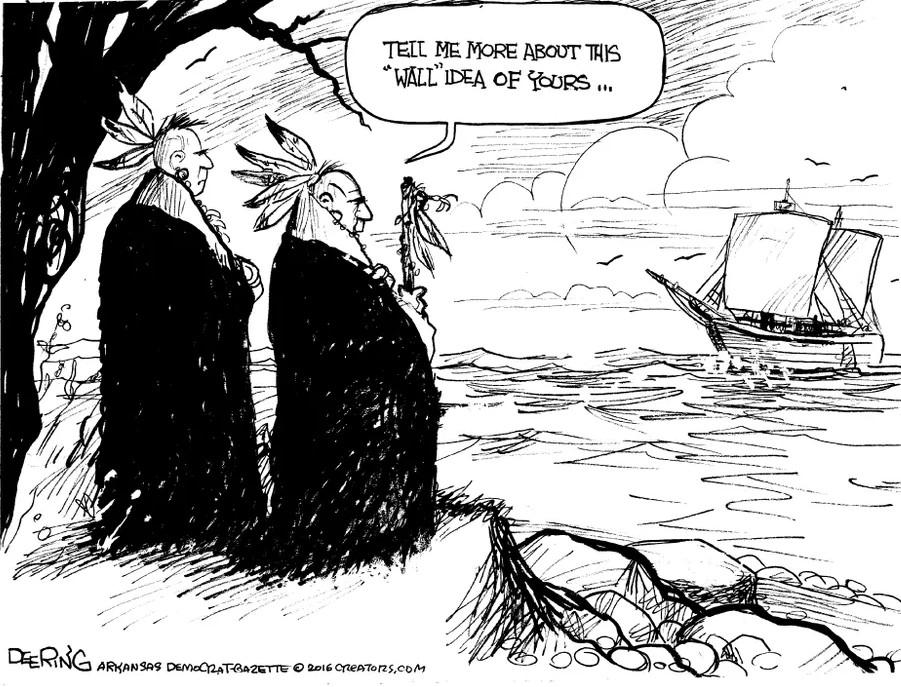 TELL ME MORE ABOUT THIS
"WALL" IDEA OF YOURS ...
DEERING ARKANSAS DEMOCRAT-GAZETTE © 2016 CREATORS.COM